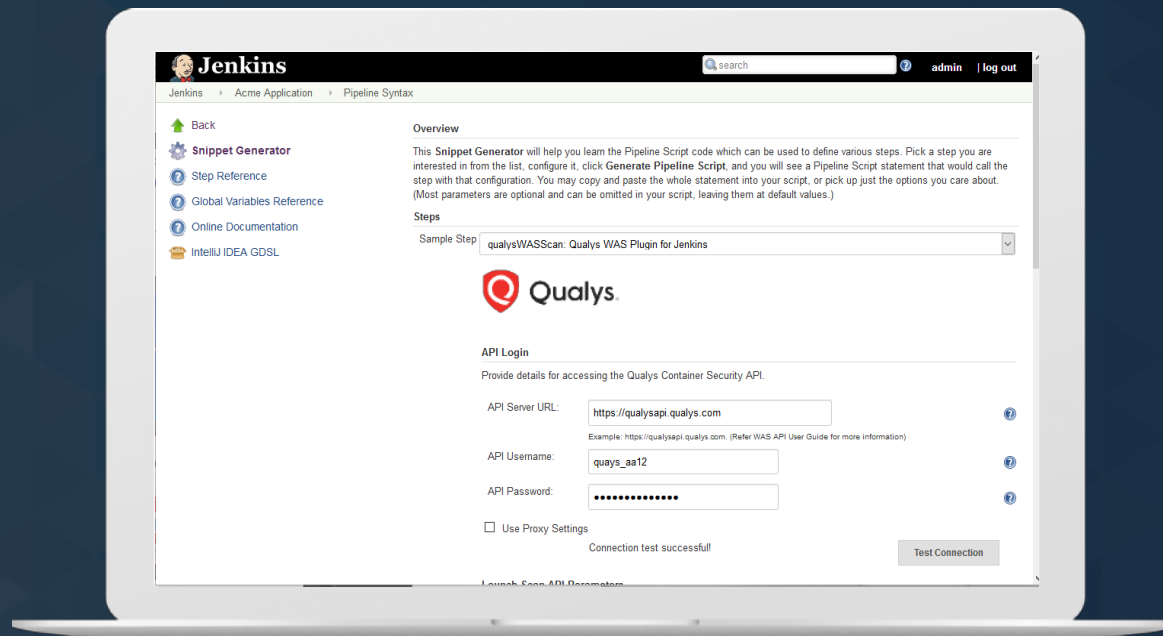 Jenkins
search
admin | log out
Jenkins Acme Application Pipeline Syntax
Back
Snippet Generator
Step Reference
Global Variables Reference
Online Documentation
IntelliJ IDEA GDSL
Overview
This Snippet Generator will help you learn the Pipeline Script code which can be used to define various steps. Pick a step you are
interested in from the list, configure it, click Generate Pipeline Script, and you will see a Pipeline Script statement that would call the
step with that configuration. You may copy and paste the whole statement into your script, or pick up just the options you care about.
(Most parameters are optional and can be omitted in your script, leaving them at default values.)
Steps
Sample Step qualysWASScan: Qualys WAS Plugin for Jenkins
Qualys.
API Login
Provide details for accessing the Qualys Container Security API.
API Server URL: https://qualysapi.qualys.com
Example: https://qualysapi.qualys.com. (Refer WAS API User Guide for more information)
API Username: quays_aa12
API Password: ••••••••••••••
Use Proxy Settings
Connection test successful!
Test Connection
Launch Scan API Parameters